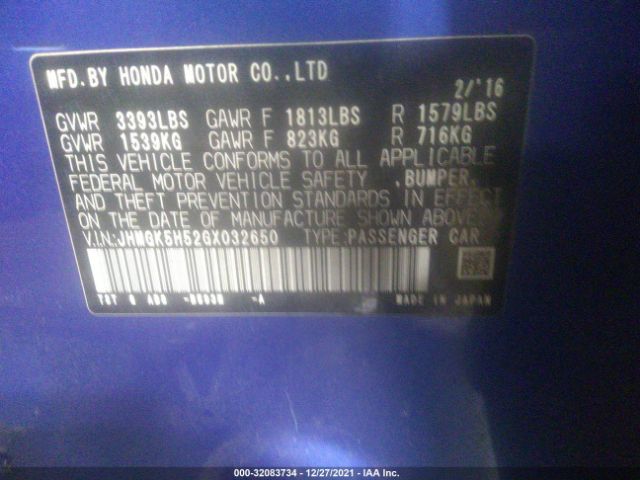 MFD.BY HONDA MOTOR CO.,LTD
2/'16
GVWR 3393LBS GAWR F 1813LBS R 1579LBS
GVWR 1539KG GAWR F 823KG R 716KG
THIS VEHICLE CONFORMS TO ALL APPLICABLE
FEDERAL MOTOR VEHICLE SAFETY ,BUMPER,
AND THEFT PREVENTION STANDARDS IN EFFECT
ON THE DATE OF MANUFACTURE SHOWN ABOVE.
V.IN:JHMGK5H52GX032650 TYPE:PASSENGER CAR
-A MADE IN JAPAN
000-32083734 - 12/27/2021 - IAA Inc.